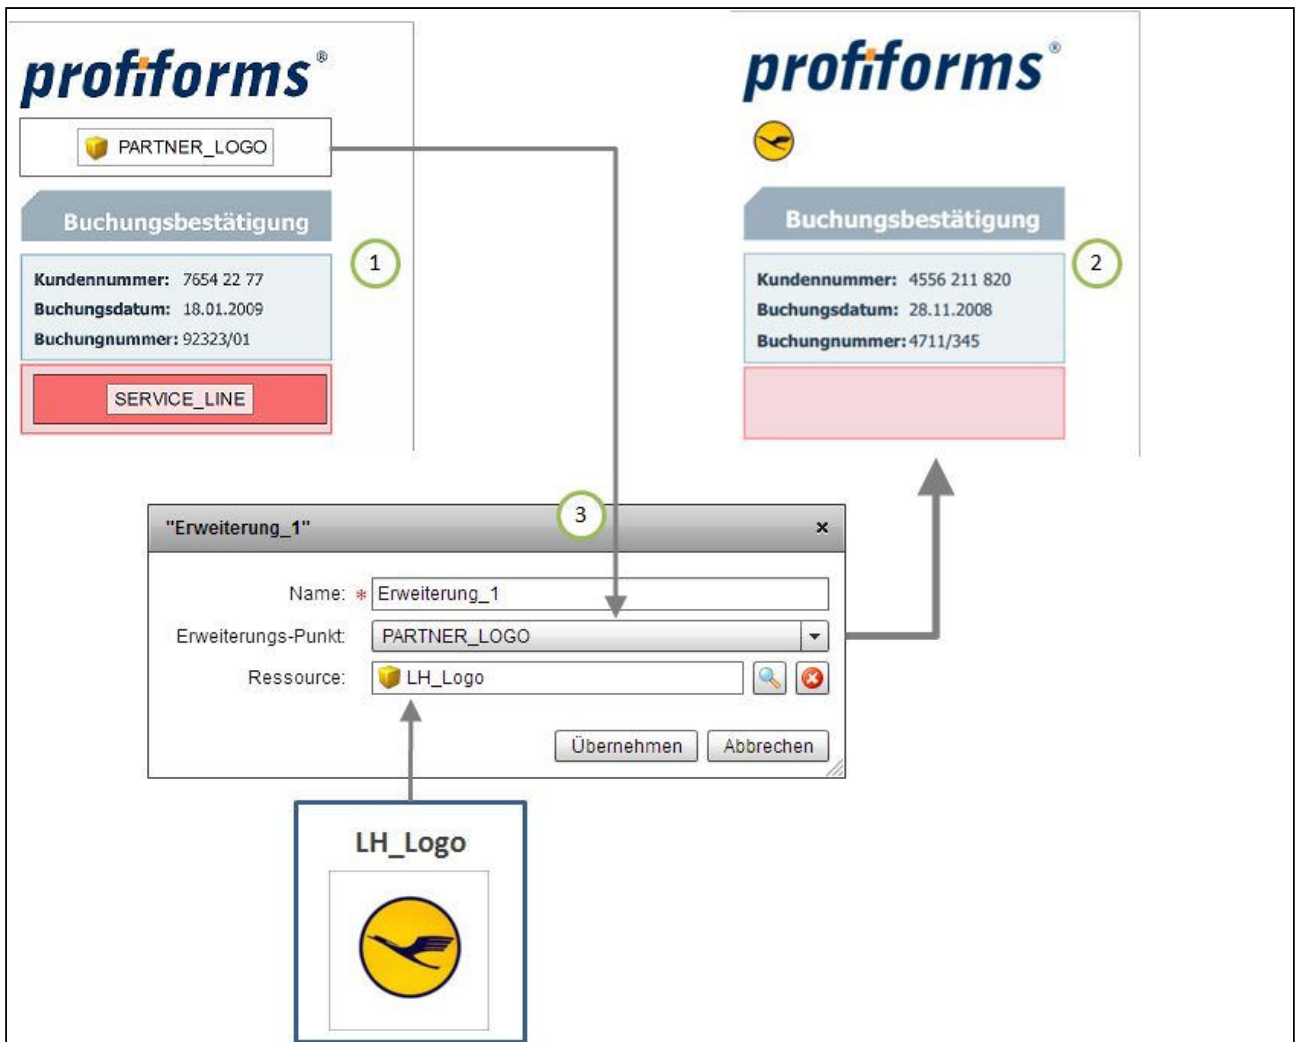 profiforms®
PARTNER_LOGO
Buchungsbestätigung
1
Kundennummer: 7654 22 77
Buchungsdatum: 18.01.2009
Buchungnummer: 92323/01
SERVICE_LINE
profiforms®
Buchungsbestätigung
2
Kundennummer: 4556 211 820
Buchungsdatum: 28.11.2008
Buchungnummer: 4711/345
3
"Erweiterung_1"
Name: * Erweiterung_1
Erweiterungs-Punkt: PARTNER_LOGO
Ressource: LH_Logo
Übernehmen Abbrechen
LH_Logo